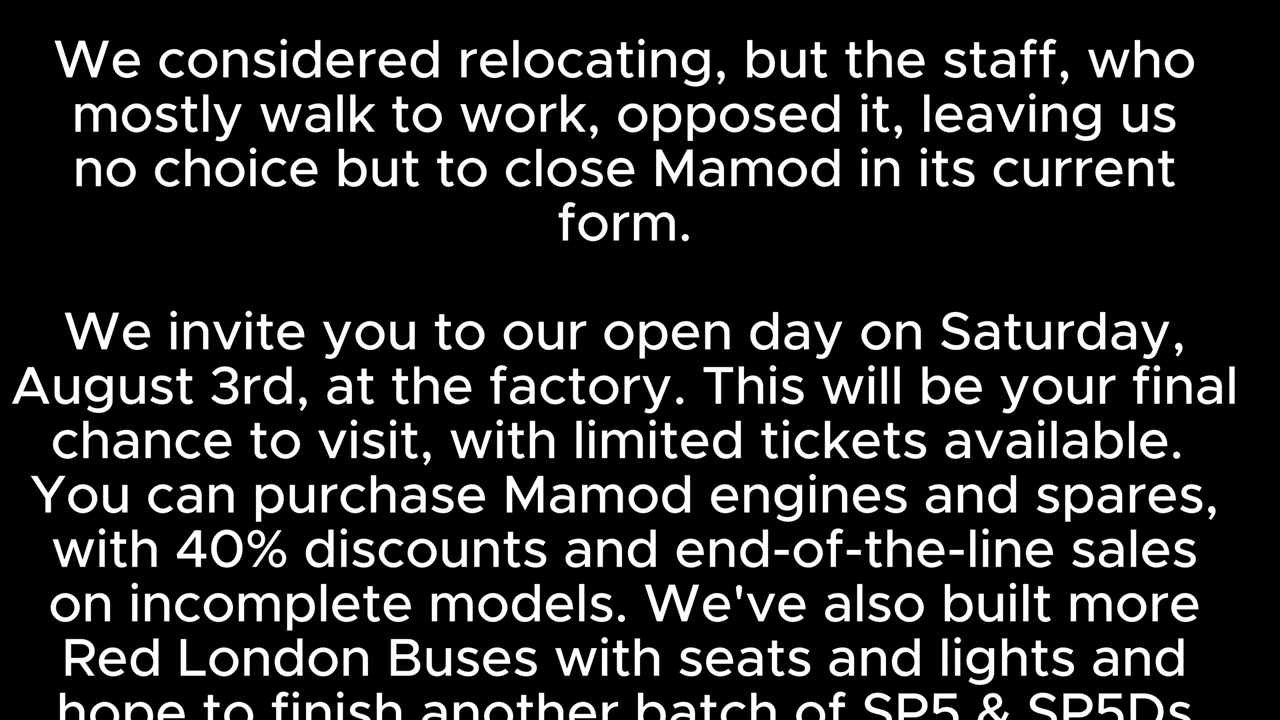 We considered relocating, but the staff, who
mostly walk to work, opposed it, leaving us
no choice but to close Mamod in its current
form.
We invite you to our open day on Saturday,
August 3rd, at the factory. This will be your final
chance to visit, with limited tickets available.
You can purchase Mamod engines and spares,
with 40% discounts and end-of-the-line sales
on incomplete models. We've also built more
Red London Buses with seats and lights and
hope to finish another batch of SP5 & SP5Ds